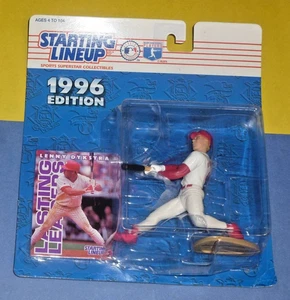 AGES 4 TO 104
STARTING
LINEUP
SPORTS SUPERSTAR COLLECTIBLES
1996
EDITION
LENNY DYKSTRA